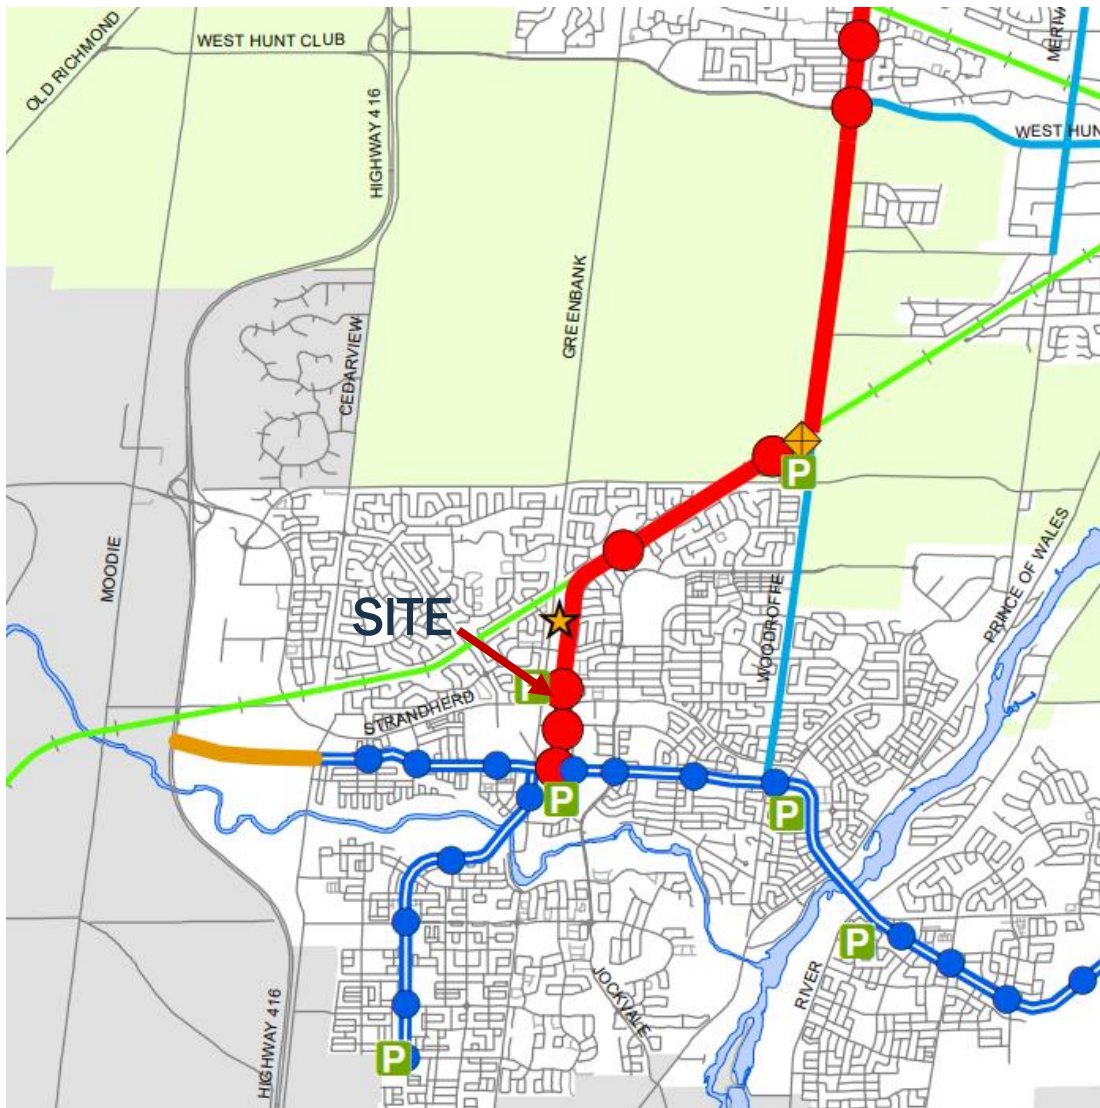 OLD RICHMOND
WEST HUNT CLUB
HIGHWAY 416
WEST HUN
GREENBANK
CEDARVIEW
P
MOODIE
PRINCE OF WALES
WOODROFFE
SITE
STRANDHERD
P
P
P
RIVER
JOCKVALE
HIGHWAY 416
P